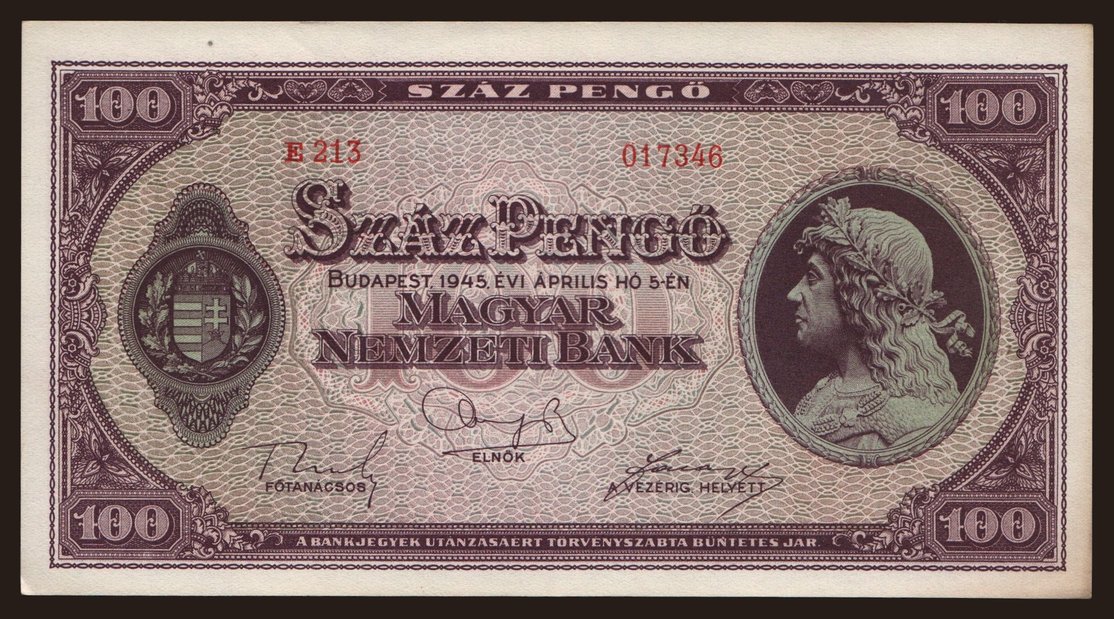 100 SZÁZ PENGŐ 100
E 213 017346
SZÁZ PENGŐ
BUDAPEST, 1945. ÉVI ÁPRILIS HÓ 5-ÉN
MAGYAR
NEMZETI BANK
100
ELNÖK
FŐTANÁCSOS A VEZÉRIG. HELYETT
100 A BANKJEGYEK UTÁNZÁSÁÉRT TÖRVÉNYSZABTA BÜNTETÉS JÁR 100